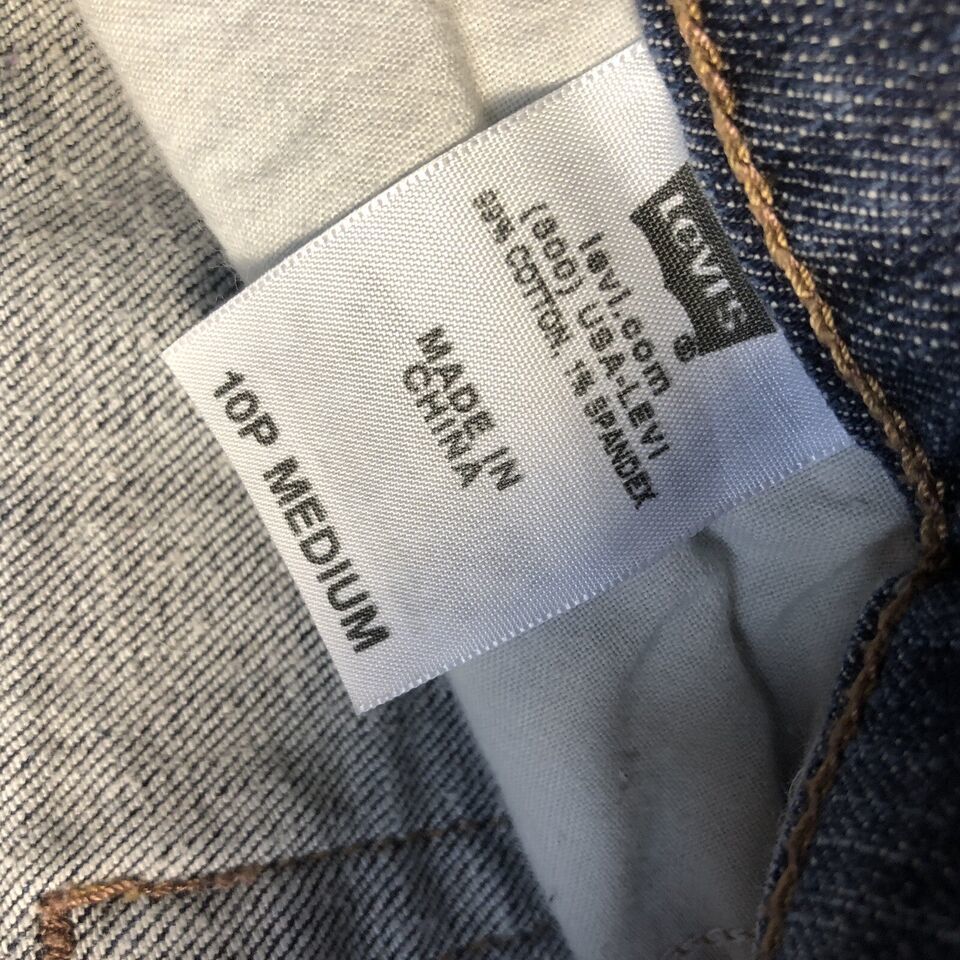 Levi's
®
levi.com
(800) USA-LEVI
99% COTTON, 1% SPANDEX
MADE IN
CHINA
10P MEDIUM